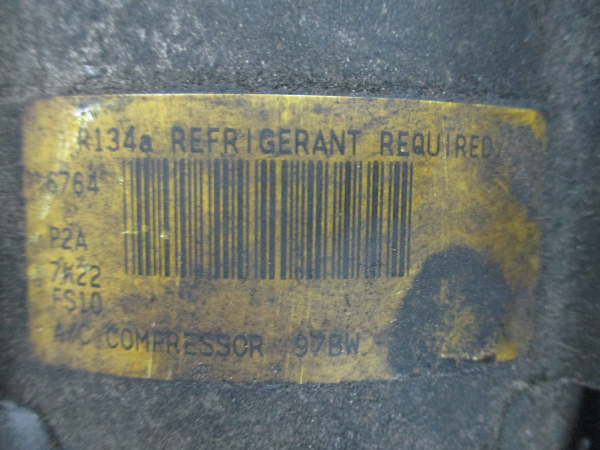 R134a REFRIGERANT REQUIRED
6764
P2A
7K22
FS10
A/C COMPRESSOR 97BW